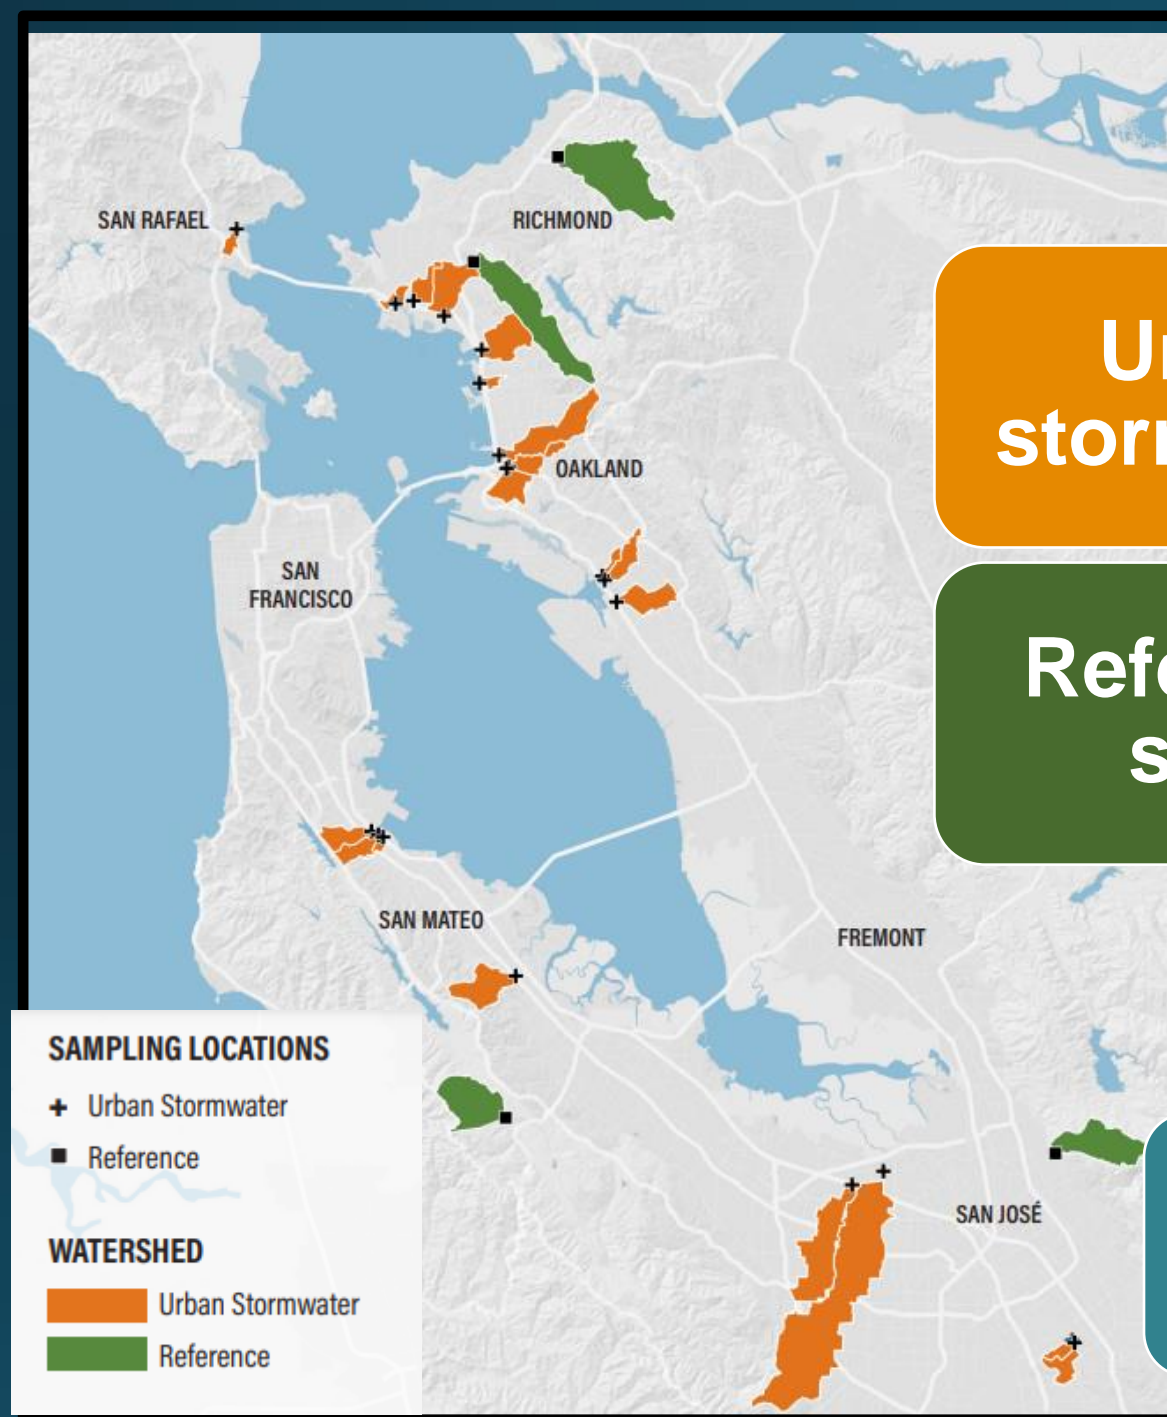 SAN RAFAEL
RICHMOND
OAKLAND
SAN
FRANCISCO
SAN MATEO
FREMONT
SAN JOSÉ
SAMPLING LOCATIONS
Urban Stormwater
Reference
WATERSHED
Urban Stormwater
Reference